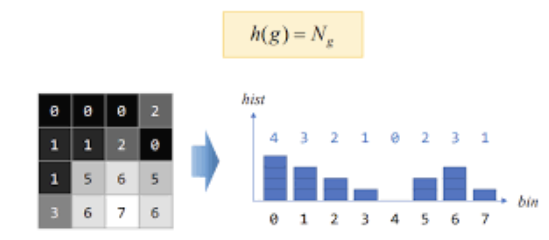 h(g) = N_g
hist
0 0 0 2
1 1 2 0
1 5 6 5
3 6 7 6
4 3 2 1 0 2 3 1
0 1 2 3 4 5 6 7
bin